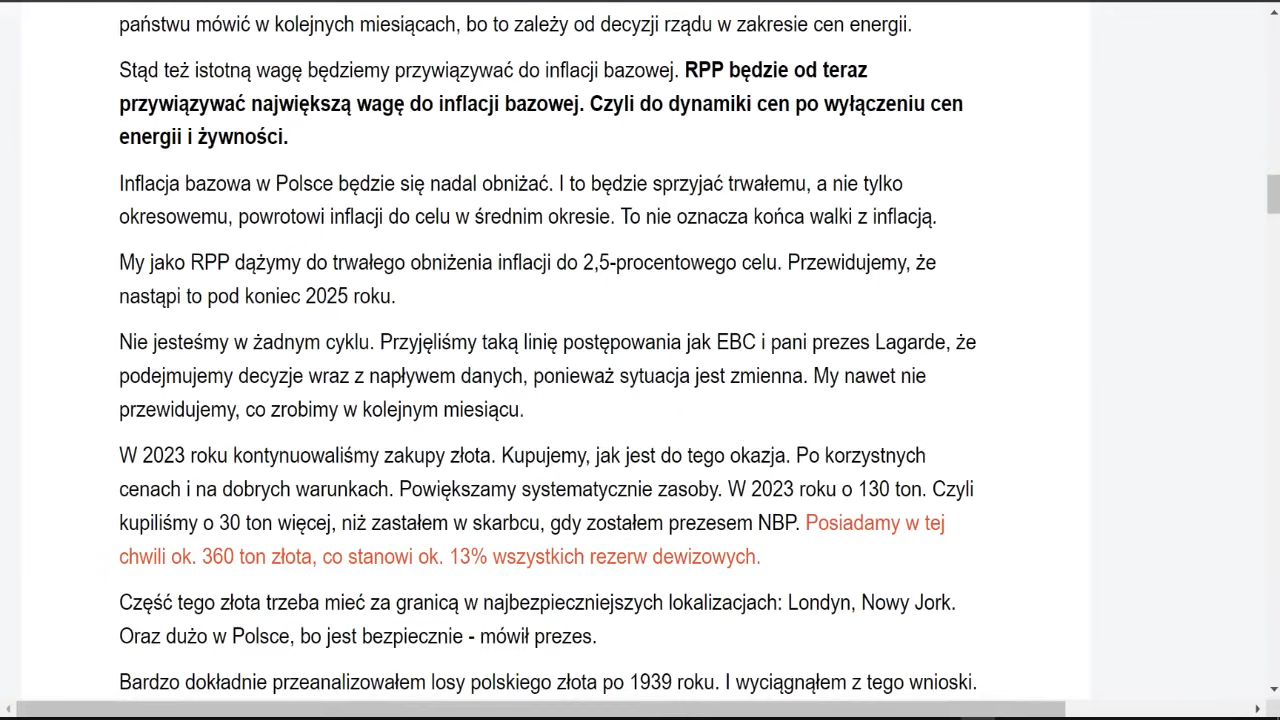 państwu mówić w kolejnych miesiącach, bo to zależy od decyzji rządu w zakresie cen energii.
Stąd też istotną wagę będziemy przywiązywać do inflacji bazowej. RPP będzie od teraz
przywiązywać największą wagę do inflacji bazowej. Czyli do dynamiki cen po wyłączeniu cen
energii i żywności.
Inflacja bazowa w Polsce będzie się nadal obniżać. I to będzie sprzyjać trwałemu, a nie tylko
okresowemu, powrotowi inflacji do celu w średnim okresie. To nie oznacza końca walki z inflacją.
My jako RPP dążymy do trwałego obniżenia inflacji do 2,5-procentowego celu. Przewidujemy, że
nastąpi to pod koniec 2025 roku.
Nie jesteśmy w żadnym cyklu. Przyjęliśmy taką linię postępowania jak EBC i pani prezes Lagarde, że
podejmujemy decyzje wraz z napływem danych, ponieważ sytuacja jest zmienna. My nawet nie
przewidujemy, co zrobimy w kolejnym miesiącu.
W 2023 roku kontynuowaliśmy zakupy złota. Kupujemy, jak jest do tego okazja. Po korzystnych
cenach i na dobrych warunkach. Powiększamy systematycznie zasoby. W 2023 roku o 130 ton. Czyli
kupiliśmy o 30 ton więcej, niż zastałem w skarbcu, gdy zostałem prezesem NBP. Posiadamy w tej
chwili ok. 360 ton złota, co stanowi ok. 13% wszystkich rezerw dewizowych.
Część tego złota trzeba mieć za granicą w najbezpieczniejszych lokalizacjach: Londyn, Nowy Jork.
Oraz dużo w Polsce, bo jest bezpiecznie - mówił prezes.
Bardzo dokładnie przeanalizowałem losy polskiego złota po 1939 roku. I wyciągnąłem z tego wnioski.